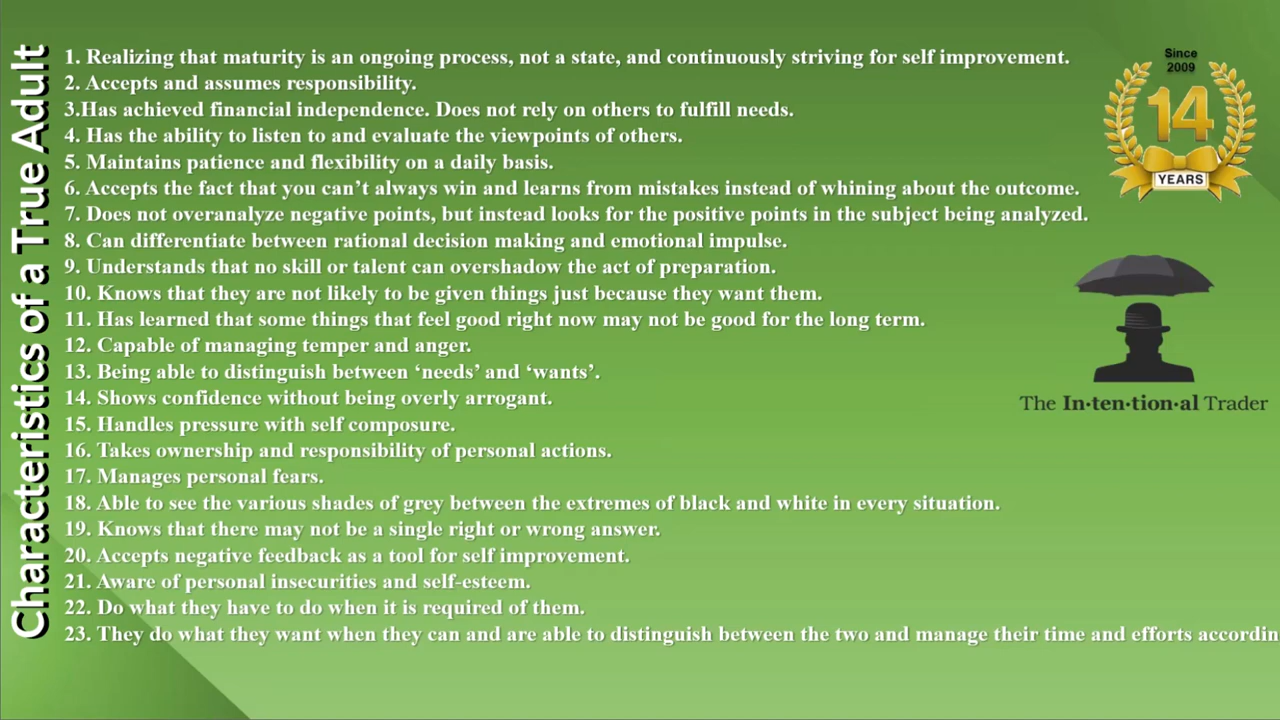 Characteristics of a True Adult
1. Realizing that maturity is an ongoing process, not a state, and continuously striving for self improvement.
2. Accepts and assumes responsibility.
3.Has achieved financial independence. Does not rely on others to fulfill needs.
4. Has the ability to listen to and evaluate the viewpoints of others.
5. Maintains patience and flexibility on a daily basis.
6. Accepts the fact that you can’t always win and learns from mistakes instead of whining about the outcome.
7. Does not overanalyze negative points, but instead looks for the positive points in the subject being analyzed.
8. Can differentiate between rational decision making and emotional impulse.
9. Understands that no skill or talent can overshadow the act of preparation.
10. Knows that they are not likely to be given things just because they want them.
11. Has learned that some things that feel good right now may not be good for the long term.
12. Capable of managing temper and anger.
13. Being able to distinguish between ‘needs’ and ‘wants’.
14. Shows confidence without being overly arrogant.
15. Handles pressure with self composure.
16. Takes ownership and responsibility of personal actions.
17. Manages personal fears.
18. Able to see the various shades of grey between the extremes of black and white in every situation.
19. Knows that there may not be a single right or wrong answer.
20. Accepts negative feedback as a tool for self improvement.
21. Aware of personal insecurities and self-esteem.
22. Do what they have to do when it is required of them.
23. They do what they want when they can and are able to distinguish between the two and manage their time and efforts accordin
Since
2009
14
YEARS
The In·ten·tion·al Trader